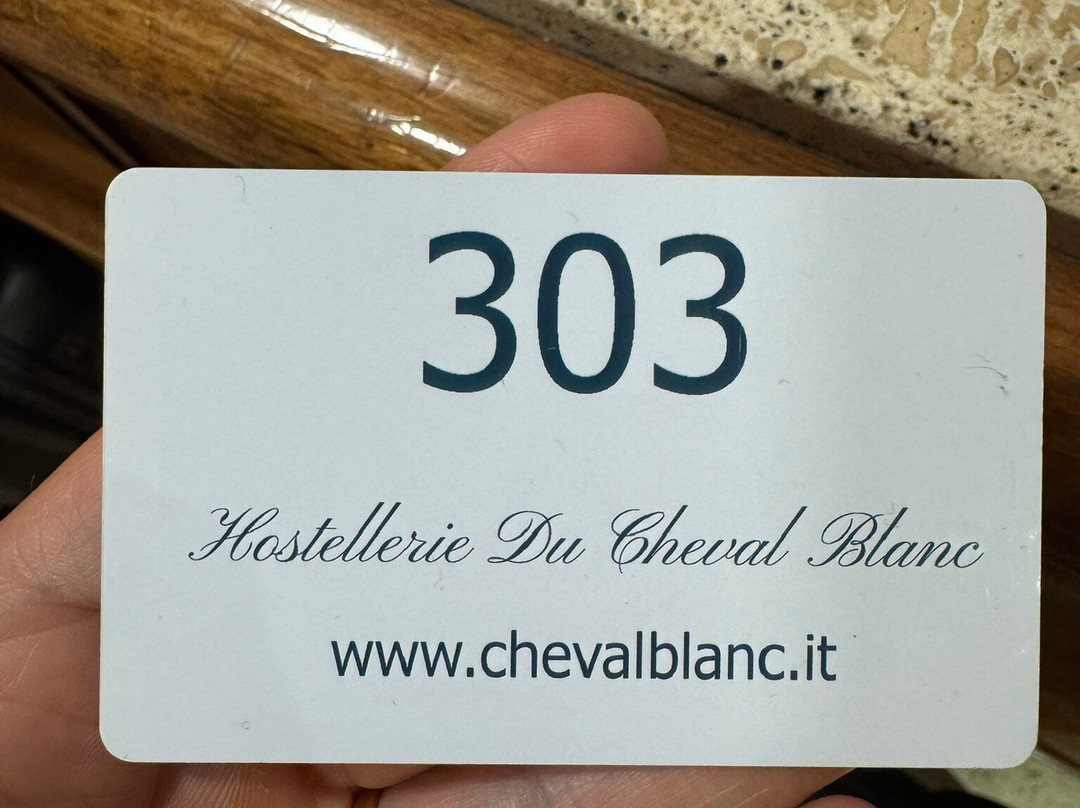 303
Hostellerie Du Cheval Blanc
www.chevalblanc.it